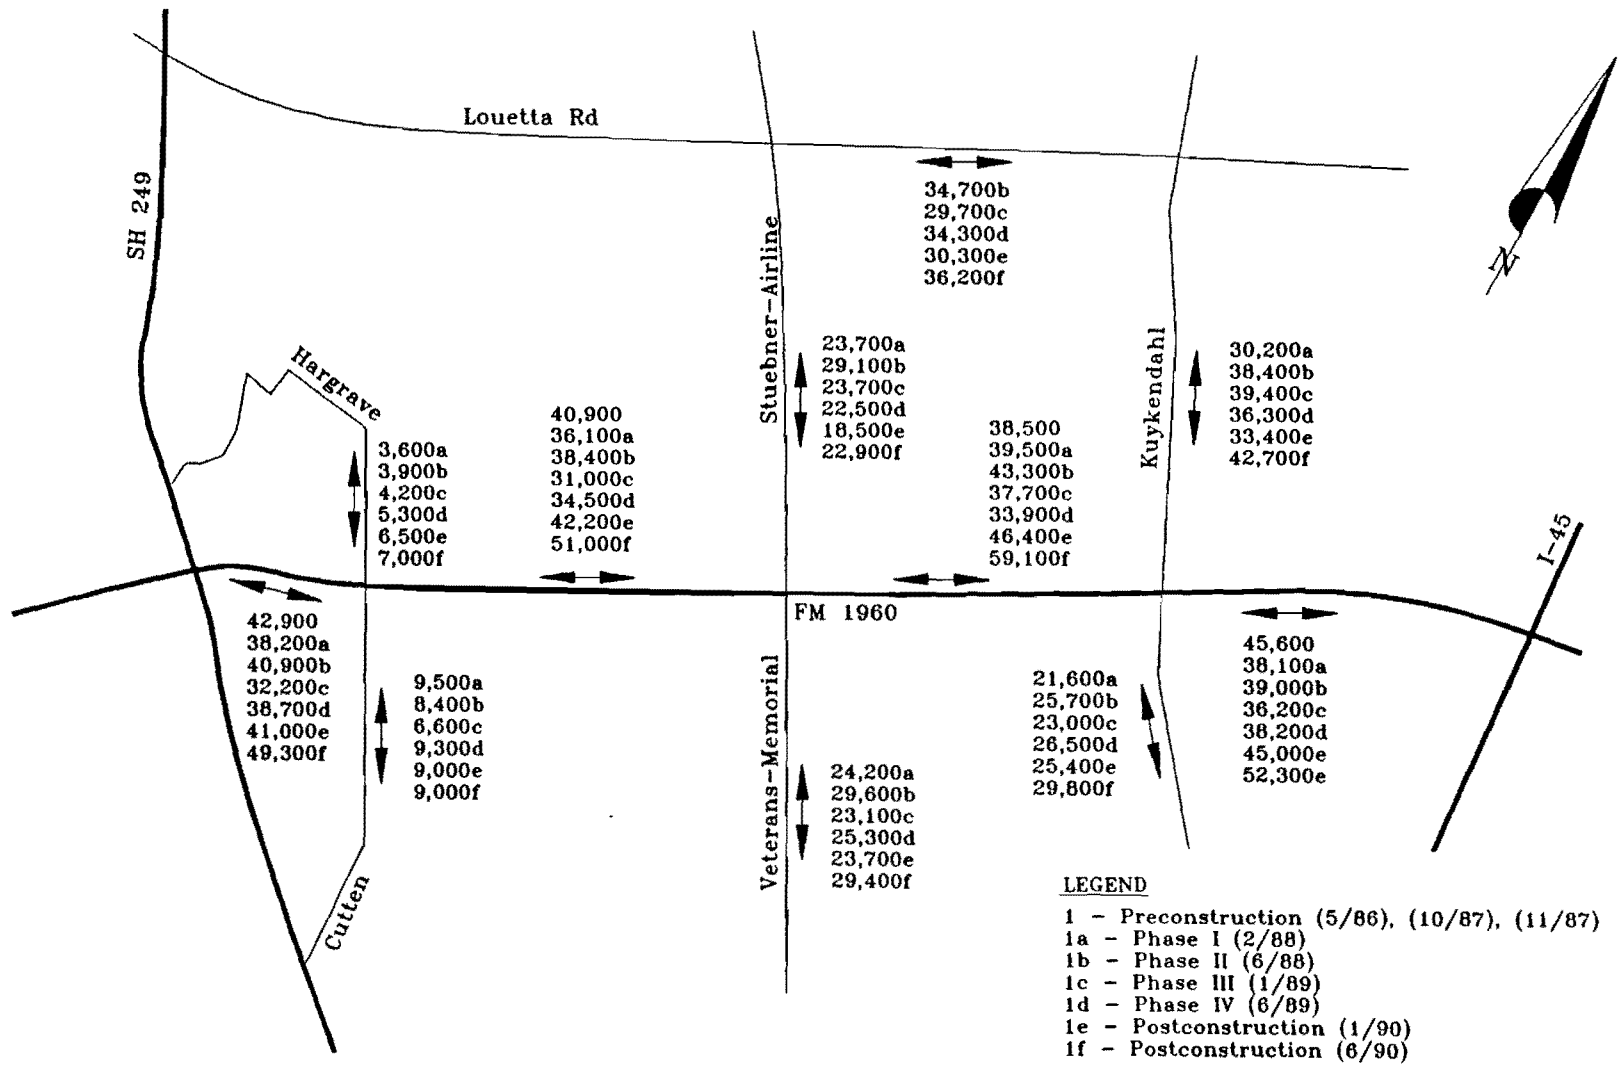 Louetta Rd
SH 249
34,700b
29,700c
34,300d
30,300e
36,200f
N
Stuebner-Airline
23,700a
29,100b
23,700c
22,500d
18,500e
22,900f
Kuykendahl
30,200a
38,400b
39,400c
36,300d
33,400e
42,700f
Hargrave
3,600a
3,900b
4,200c
5,300d
6,500e
7,000f
40,900
36,100a
38,400b
31,000c
34,500d
42,200e
51,000f
38,500
39,500a
43,300b
37,700c
33,900d
46,400e
59,100f
I-45
FM 1960
42,900
38,200a
40,900b
32,200c
38,700d
41,000e
49,300f
9,500a
8,400b
6,600c
9,300d
9,000e
9,000f
Veterans-Memorial
24,200a
29,600b
23,100c
25,300d
23,700e
29,400f
21,600a
25,700b
23,000c
26,500d
25,400e
29,800f
45,600
38,100a
39,000b
36,200c
38,200d
45,000e
52,300e
Cutten
LEGEND
1 - Preconstruction (5/86), (10/87), (11/87)
1a - Phase I (2/88)
1b - Phase II (6/88)
1c - Phase III (1/89)
1d - Phase IV (6/89)
1e - Postconstruction (1/90)
1f - Postconstruction (6/90)